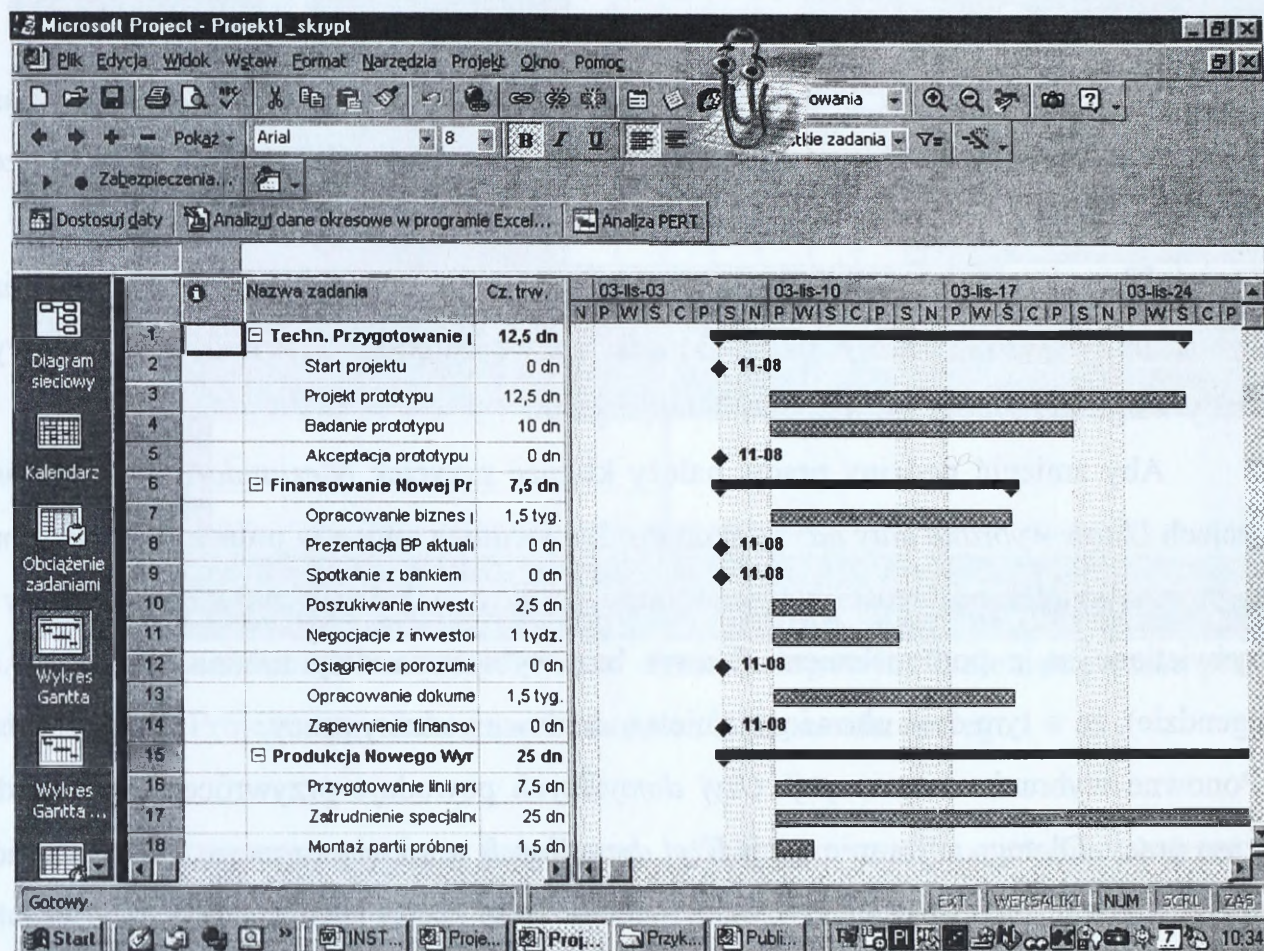 Microsoft Project - Projekt1_skrypt
Plik Edycja Widok Wstaw Format Narzędzia Projekt Okno Pomoc
owania
Pokaż Arial 8 B I U stkie zadania
Zabezpieczenia...
Dostosuj daty Analizuj dane okresowe w programie Excel... Analiza PERT
Nazwa zadania Cz. trw. 03-lis-03 03-lis-10 03-lis-17 03-lis-24
N P W Ś C P S N P W Ś C P S N P W Ś C P S N P W Ś C P
1 Techn. Przygotowanie 12,5 dn
2 Start projektu 0 dn 11-08
3 Projekt prototypu 12,5 dn
4 Badanie prototypu 10 dn
5 Akceptacja prototypu 0 dn 11-08
6 Finansowanie Nowej Pr 7,5 dn
7 Opracowanie biznes 1,5 tyg.
8 Prezentacja BP aktuali 0 dn 11-08
9 Spotkanie z bankiem 0 dn 11-08
10 Poszukiwanie inwesto 2,5 dn
11 Negocjacje z inwestor 1 tydz.
12 Osiągnięcie porozumie 0 dn 11-08
13 Opracowanie dokume 1,5 tyg.
14 Zapewnienie finanso 0 dn 11-08
15 Produkcja Nowego Wyr 25 dn
16 Przygotowanie linii pro 7,5 dn
17 Zatrudnienie specjaln 25 dn
18 Montaż partii próbnej 1,5 dn
Diagram
sieciowy
Kalendarz
Obciążenie
zadaniami
Wykres
Gantta
Wykres
Gantta ...
Gotowy EXT. WERSALIKI NUM SCRL ZAS
Start INST... Proje... Proj... Przyk... Publi... 10:34